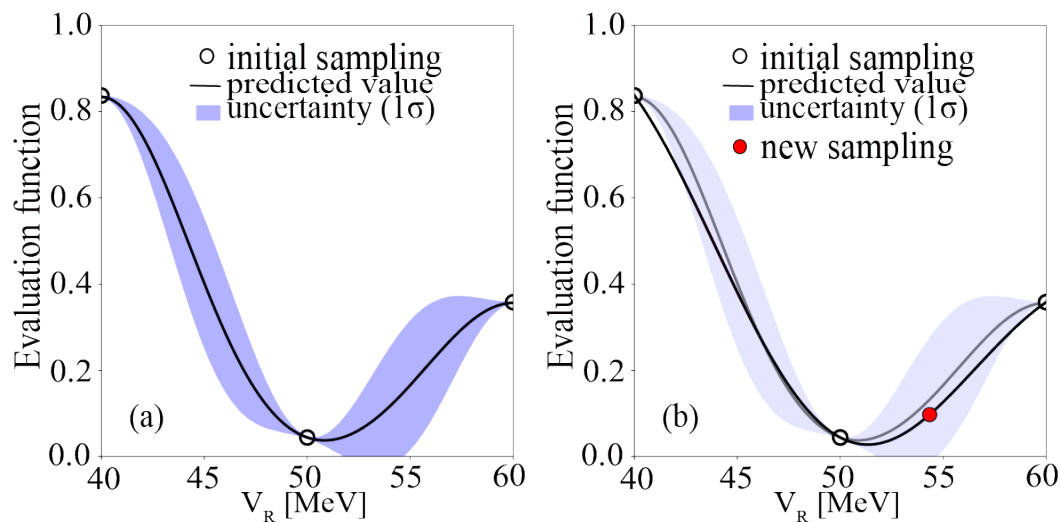 1.0
0.8
0.6
0.4
0.2
0.0
Evaluation function
initial sampling
predicted value
uncertainty (1σ)
(a)
40
45
50
55
60
V_R [MeV]
1.0
0.8
0.6
0.4
0.2
0.0
Evaluation function
initial sampling
predicted value
uncertainty (1σ)
new sampling
(b)
40
45
50
55
60
V_R [MeV]